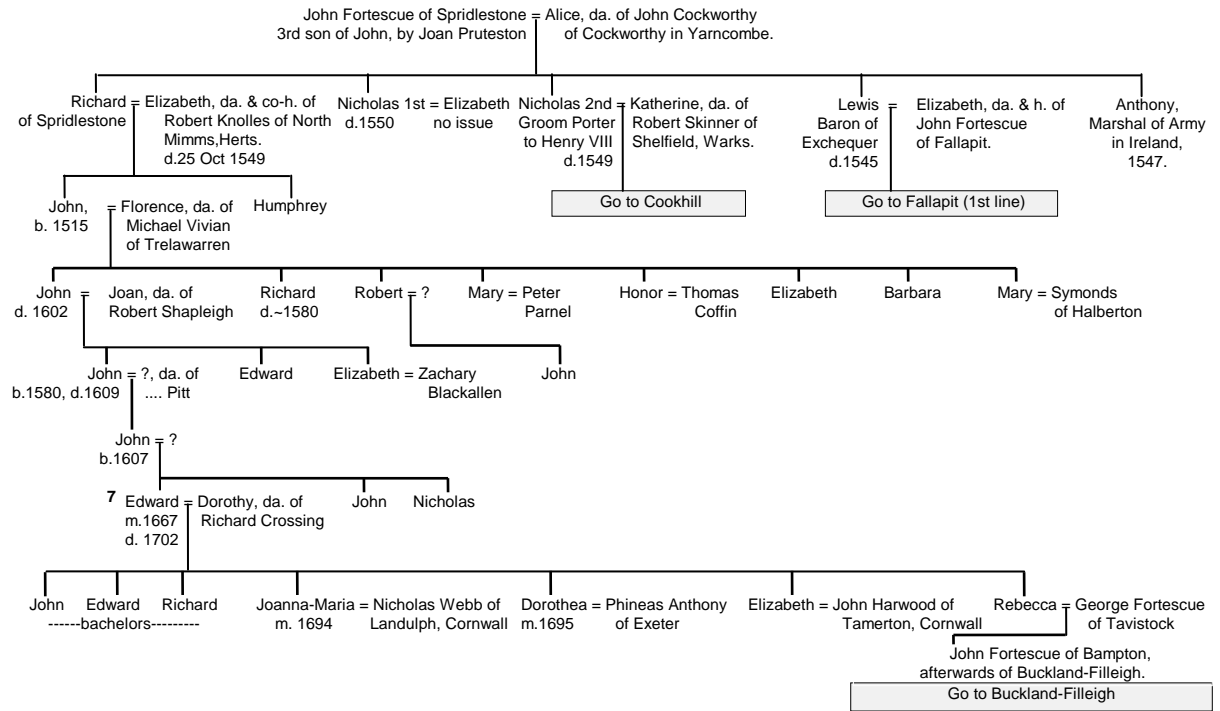 John Fortescue of Spridlestone = Alice, da. of John Cockworthy
3rd son of John, by Joan Pruteston of Cockworthy in Yarncombe.
Richard = Elizabeth, da. & co-h. of
of Spridlestone Robert Knolles of North
Mimms,Herts.
d.25 Oct 1549
Nicholas 1st = Elizabeth
d.1550 no issue
Nicholas 2nd = Katherine, da. of
Groom Porter Robert Skinner of
to Henry VIII Shelfield, Warks.
d.1549
Lewis = Elizabeth, da. & h. of
Baron of John Fortescue
Exchequer of Fallapit.
d.1545
Anthony,
Marshal of Army
in Ireland,
1547.
Go to Cookhill
Go to Fallapit (1st line)
John, = Florence, da. of
b. 1515 Michael Vivian
of Trelawarren
Humphrey
John = Joan, da. of
d. 1602 Robert Shapleigh
Richard
d.~1580
Robert = ?
Mary = Peter
Parnel
Honor = Thomas
Coffin
Elizabeth
Barbara
Mary = Symonds
of Halberton
John = ?, da. of
b.1580, d.1609 .... Pitt
Edward
Elizabeth = Zachary
Blackallen
John
John = ?
b.1607
7 Edward = Dorothy, da. of
m.1667 Richard Crossing
d. 1702
John
Nicholas
John Edward Richard
------bachelors---------
Joanna-Maria = Nicholas Webb of
m. 1694 Landulph, Cornwall
Dorothea = Phineas Anthony
m.1695 of Exeter
Elizabeth = John Harwood of
Tamerton, Cornwall
Rebecca = George Fortescue
of Tavistock
John Fortescue of Bampton,
afterwards of Buckland-Filleigh.
Go to Buckland-Filleigh